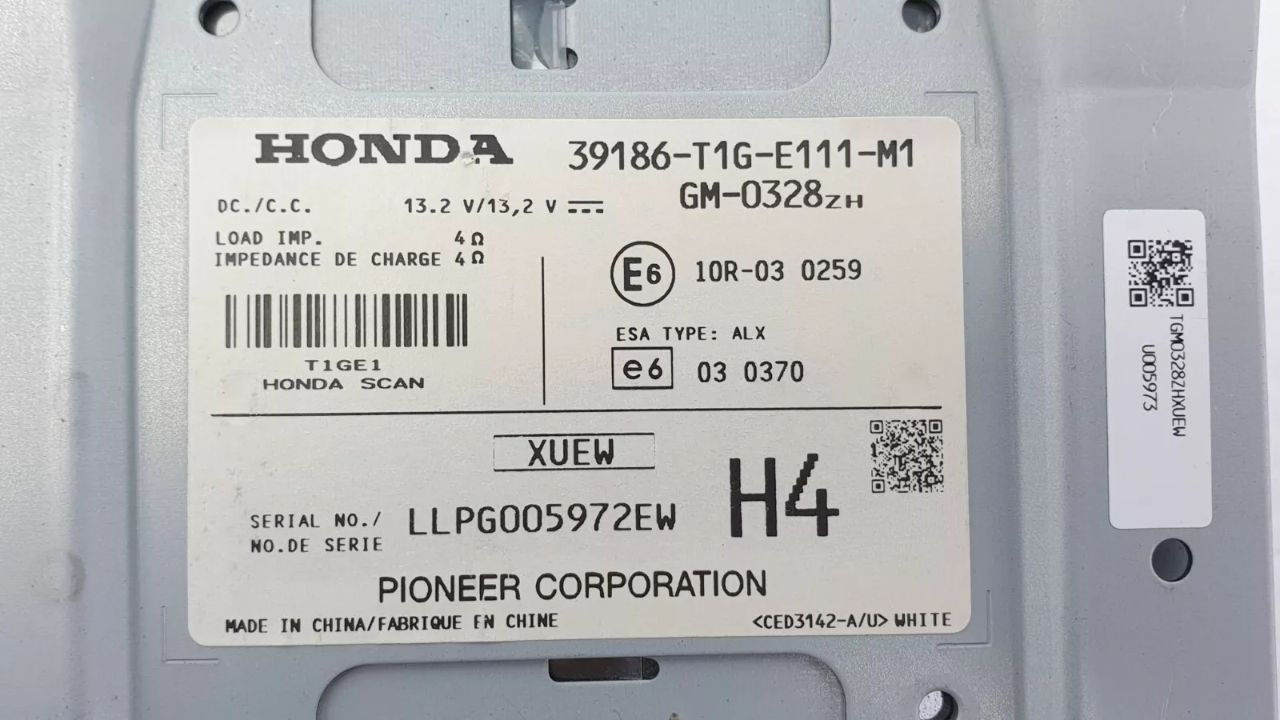 HONDA
39186-T1G-E111-M1
GM-0328ZH
DC./C.C. 13.2 V/13,2 V
LOAD IMP. 4Ω
IMPEDANCE DE CHARGE 4Ω
T1GE1
HONDA SCAN
E6 10R-03 0259
ESA TYPE: ALX
e6 03 0370
XUEW
H4
SERIAL NO./
NO.DE SERIE
LLPG005972EW
PIONEER CORPORATION
MADE IN CHINA/FABRIQUE EN CHINE
<CED3142-A/U> WHITE
TGM0328ZHXUEW
U005973